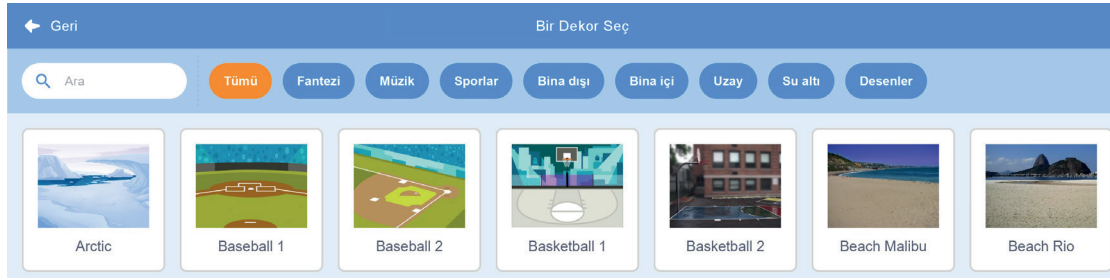 Geri Bir Dekor Seç
Ara Tümü Fantezi Müzik Sporlar Bina dışı Bina içi Uzay Su altı Desenler
Arctic Baseball 1 Baseball 2 Basketball 1 Basketball 2 Beach Malibu Beach Rio